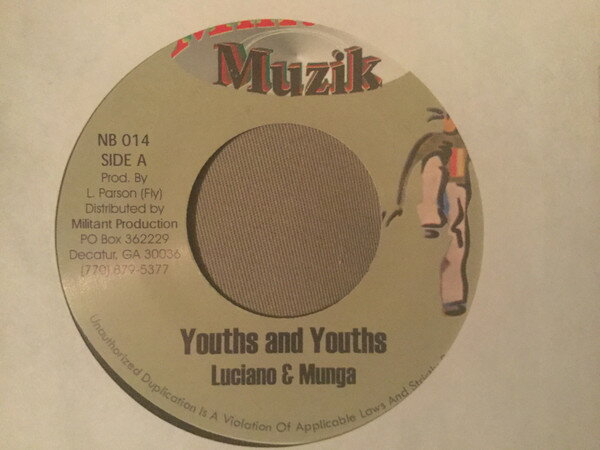 Muzik
NB 014
SIDE A
Prod. By
L. Parson (Fly)
Distributed by
Militant Production
PO Box 362229
Decatur, GA 30036
(770) 879-5377
Youths and Youths
Luciano & Munga
Unauthorized Duplication Is A Violation Of Applicable Laws And